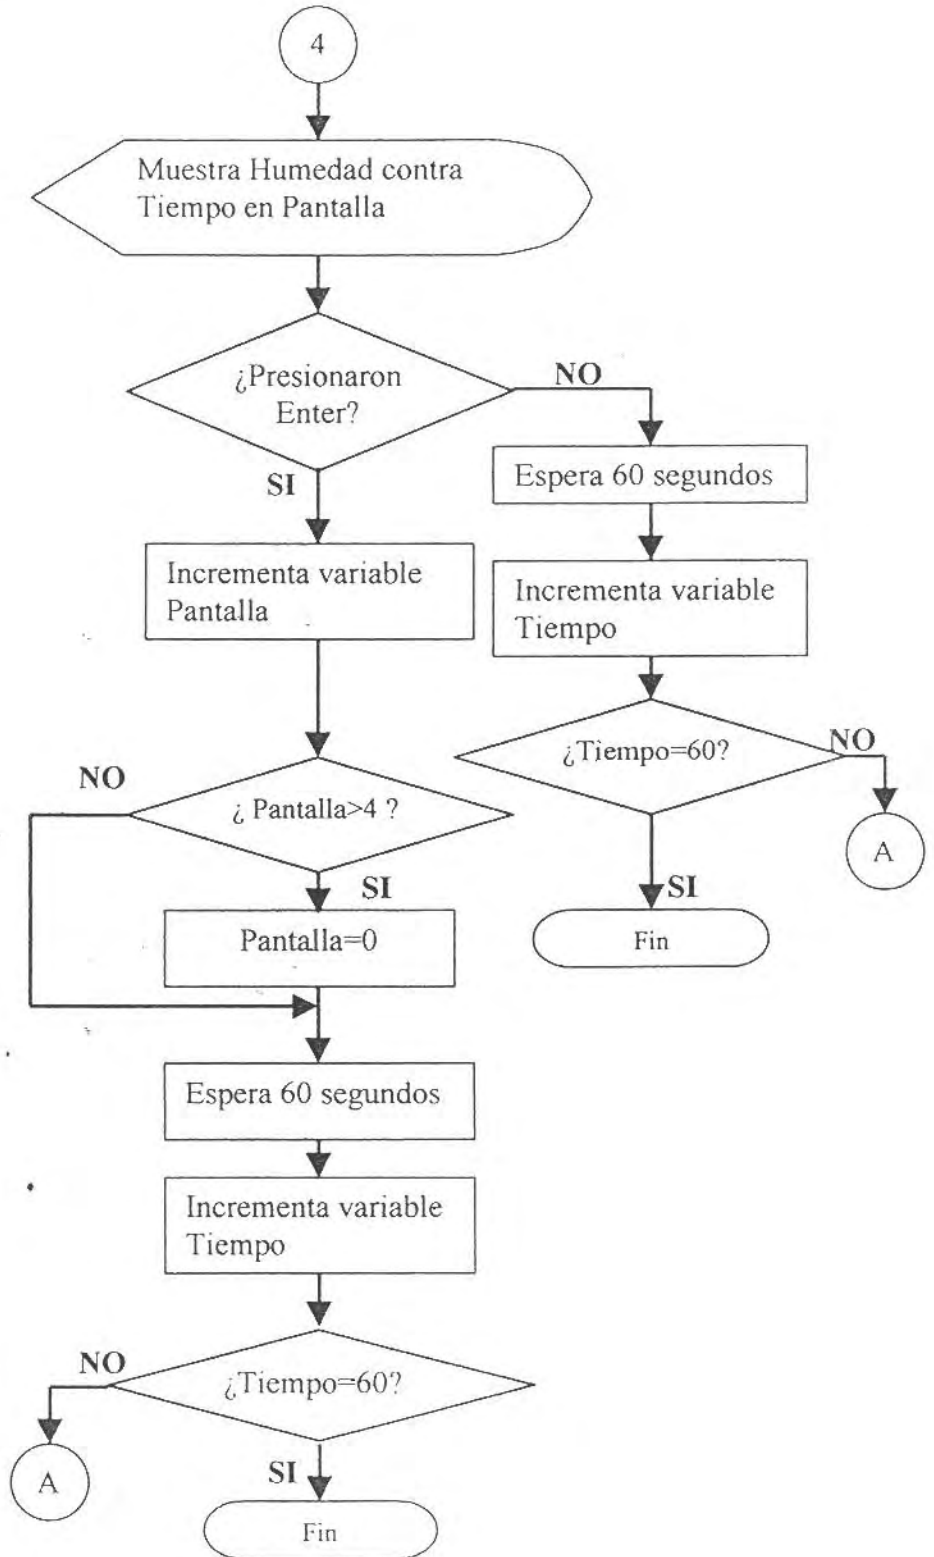 4
Muestra Humedad contra
Tiempo en Pantalla
¿Presionaron
Enter?
NO
SI
Espera 60 segundos
Incrementa variable
Pantalla
Incrementa variable
Tiempo
¿Tiempo=60?
NO
A
SI
Fin
NO
¿ Pantalla>4 ?
SI
Pantalla=0
Espera 60 segundos
Incrementa variable
Tiempo
NO
¿Tiempo=60?
A
SI
Fin